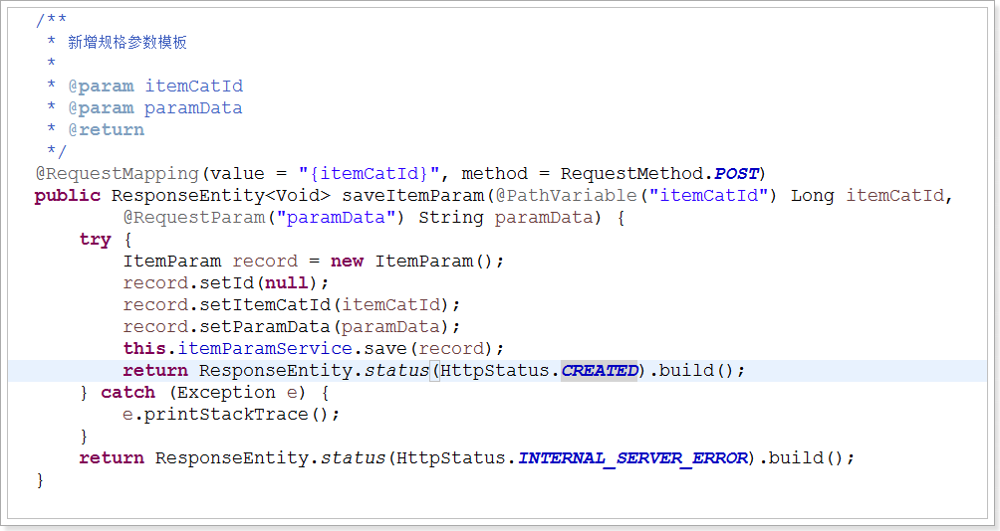 /**
 * 新增规格参数模板
 *
 * @param itemCatId
 * @param paramData
 * @return
 */
@RequestMapping(value = "{itemCatId}", method = RequestMethod.POST)
public ResponseEntity<Void> saveItemParam(@PathVariable("itemCatId") Long itemCatId,
        @RequestParam("paramData") String paramData) {
    try {
        ItemParam record = new ItemParam();
        record.setId(null);
        record.setItemCatId(itemCatId);
        record.setParamData(paramData);
        this.itemParamService.save(record);
        return ResponseEntity.status(HttpStatus.CREATED).build();
    } catch (Exception e) {
        e.printStackTrace();
    }
    return ResponseEntity.status(HttpStatus.INTERNAL_SERVER_ERROR).build();
}